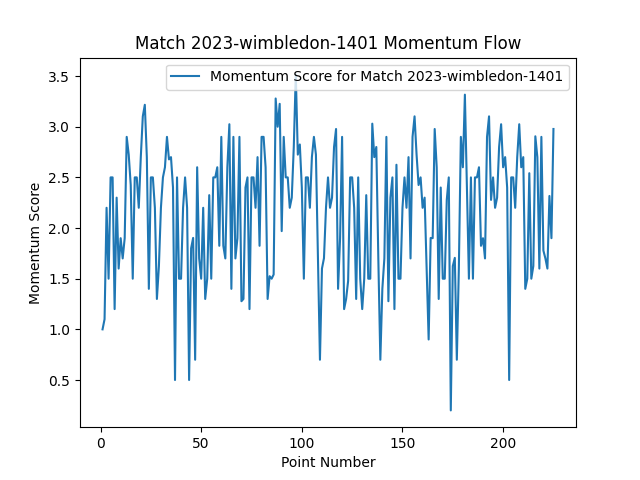 Match 2023-wimbledon-1401 Momentum Flow
Momentum Score for Match 2023-wimbledon-1401
3.5
3.0
2.5
2.0
1.5
1.0
0.5
Momentum Score
0 50 100 150 200
Point Number